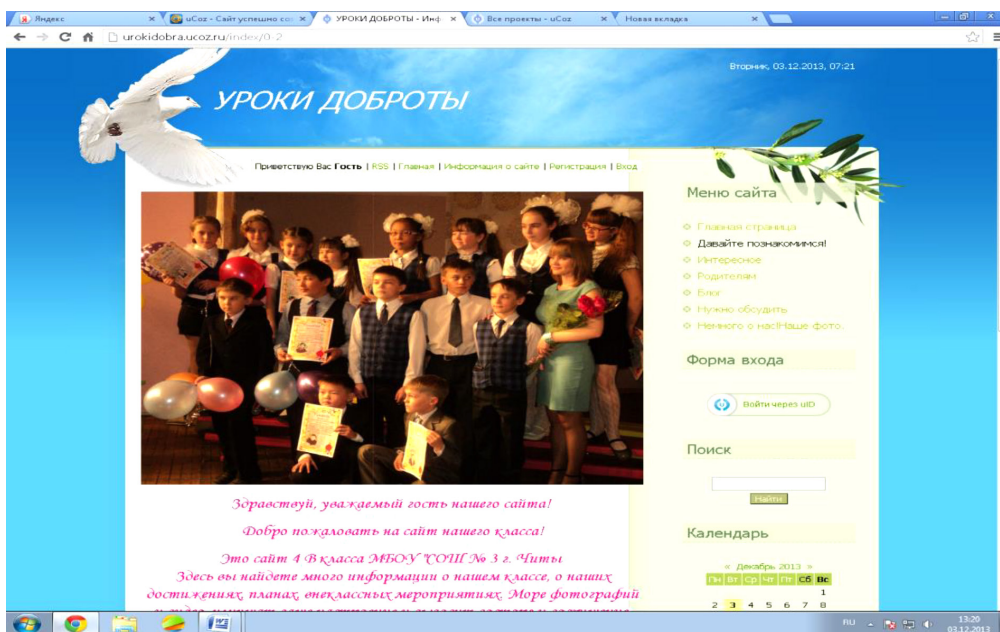 Яндекс
uCoz - Сайт успешно соз
УРОКИ ДОБРОТЫ - Инф
Все проекты - uCoz
Новая вкладка
urokidobra.ucoz.ru/index/0-2
Вторник, 03.12.2013, 07:21
УРОКИ ДОБРОТЫ
Приветствую Вас Гость | RSS | Главная | Информация о сайте | Регистрация | Вход
Меню сайта
Главная страница
Давайте познакомимся!
Интересное
Родителям
Блог
Нужно обсудить
Немного о нас!Наше фото.
Форма входа
Войти через uID
Поиск
Найти
Календарь
« Декабрь 2013 »
Пн Вт Ср Чт Пт Сб Вс
1
2 3 4 5 6 7 8
Здравствуй, уважаемый гость нашего сайта!
Добро пожаловать на сайт нашего класса!
Это сайт 4 В класса МБОУ "СОШ № 3 г. Читы
Здесь вы найдете много информации о нашем классе, о наших
достижениях, планах, внеклассных мероприятиях. Море фотографий
RU
13:20
03.12.2013